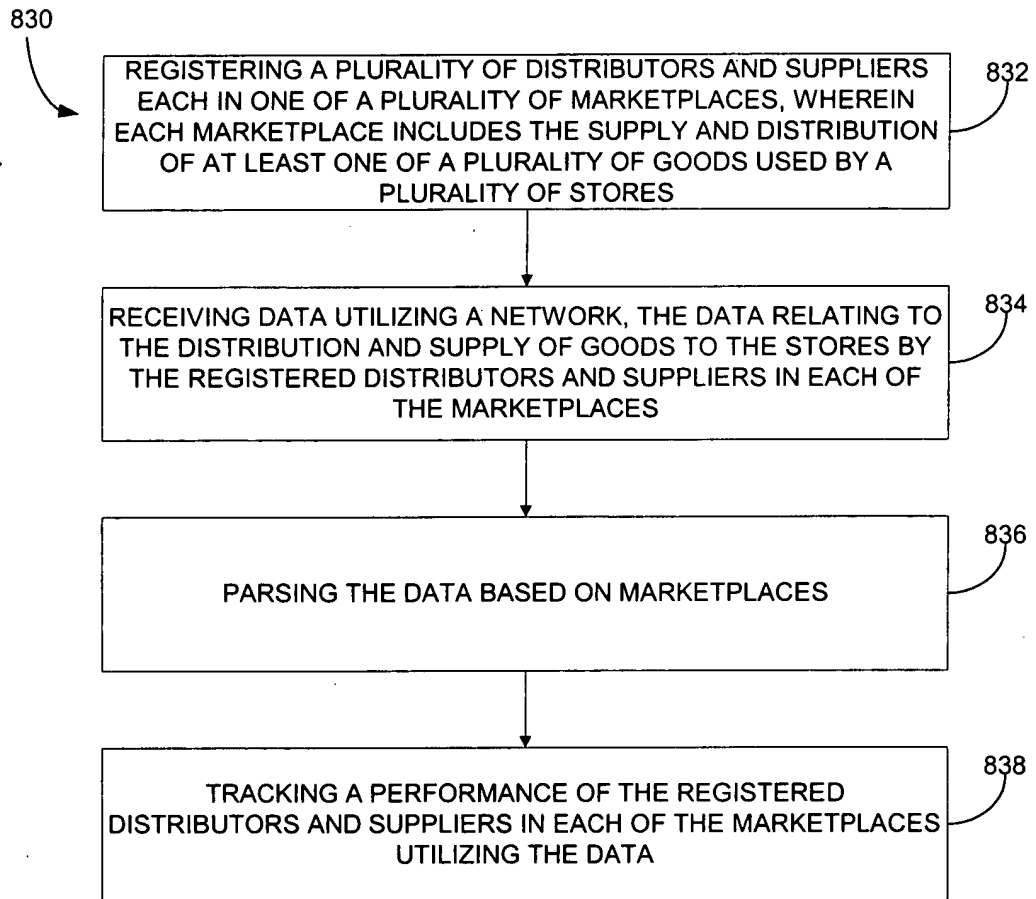 830
REGISTERING A PLURALITY OF DISTRIBUTORS AND SUPPLIERS
EACH IN ONE OF A PLURALITY OF MARKETPLACES, WHEREIN
EACH MARKETPLACE INCLUDES THE SUPPLY AND DISTRIBUTION
OF AT LEAST ONE OF A PLURALITY OF GOODS USED BY A
PLURALITY OF STORES
832
RECEIVING DATA UTILIZING A NETWORK, THE DATA RELATING TO
THE DISTRIBUTION AND SUPPLY OF GOODS TO THE STORES BY
THE REGISTERED DISTRIBUTORS AND SUPPLIERS IN EACH OF
THE MARKETPLACES
834
PARSING THE DATA BASED ON MARKETPLACES
836
TRACKING A PERFORMANCE OF THE REGISTERED
DISTRIBUTORS AND SUPPLIERS IN EACH OF THE MARKETPLACES
UTILIZING THE DATA
838